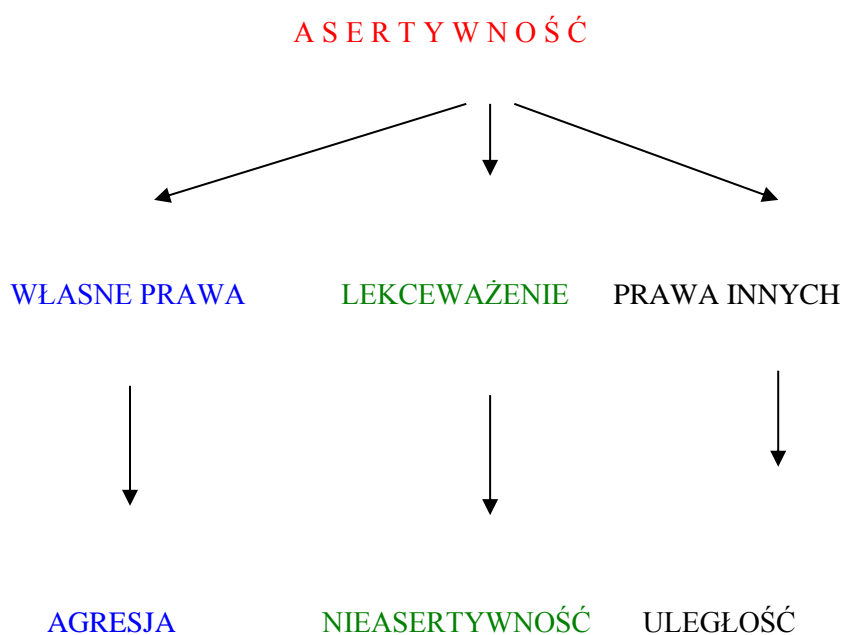 A S E R T Y W N O Ś Ć
WŁASNE PRAWA LEKCEWAŻENIE PRAWA INNYCH
AGRESJA NIEASERTYWNOŚĆ ULEGŁOŚĆ